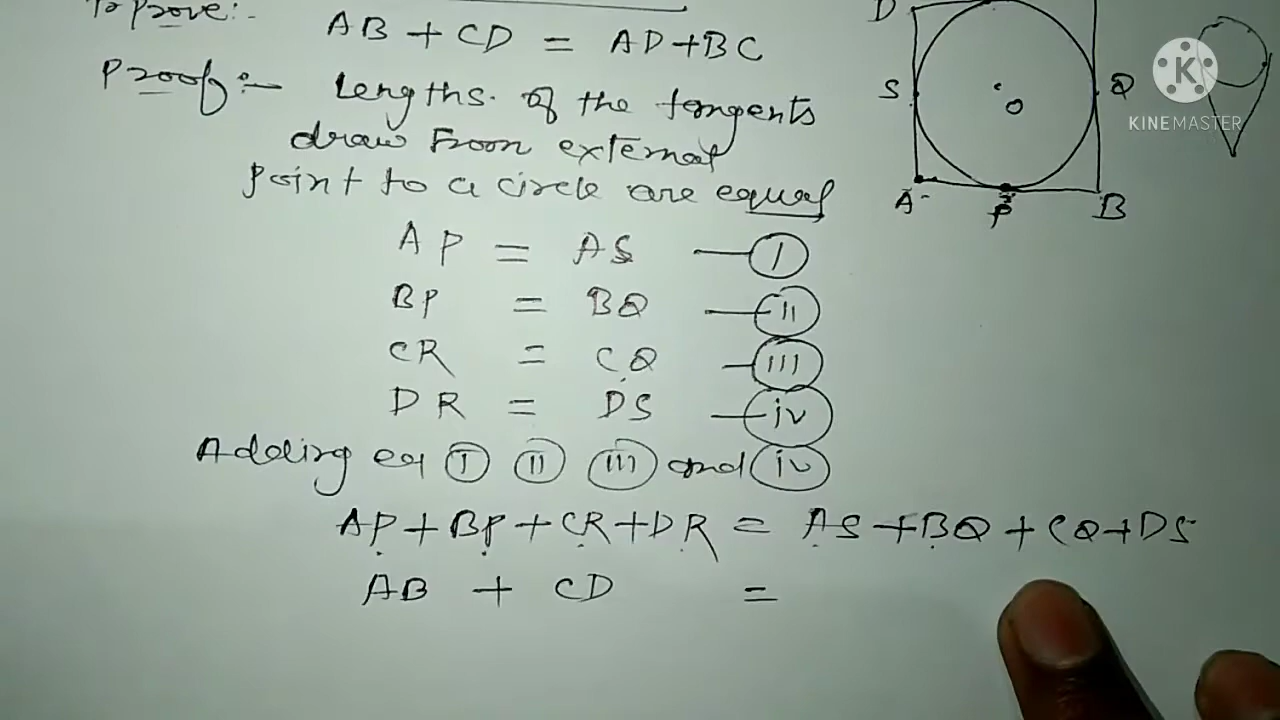 To Prove:-
AB + CD = AD + BC
Proof:- Lengths. of the tangents
draw From external
point to a circle are equal
AP = AS — I
BP = BQ — II
CR = CQ — III
DR = DS — iv
Adding eq I II III and iv
AP + BP + CR + DR = AS + BQ + CQ + DS
AB + CD =
D
S
Q
O
A
P
B
K
KINEMASTER